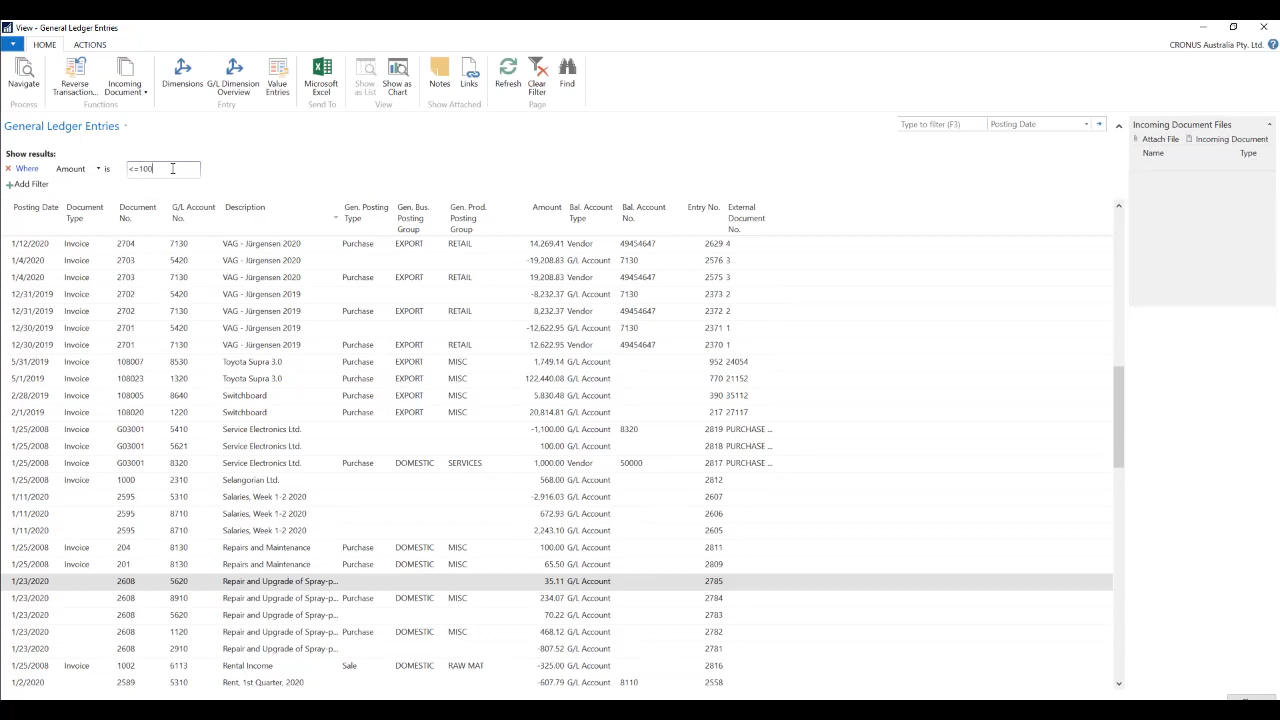 View - General Ledger Entries
HOME ACTIONS CRONUS Australia Pty. Ltd.
Navigate Reverse Transaction... Incoming Document Dimensions G/L Dimension Overview Value Entries Microsoft Excel Show as List Show as Chart Notes Links Refresh Clear Filter Find
Process Functions Entry Send To View Show Attached Page
General Ledger Entries Type to filter (F3) Posting Date Incoming Document Files
Attach File Incoming Document
Name Type
Show results:
Where Amount is <=100
Add Filter
Posting Date Document Type Document No. G/L Account No. Description Gen. Posting Type Gen. Bus. Posting Group Gen. Prod. Posting Group Amount Bal. Account Type Bal. Account No. Entry No. External Document No.
1/12/2020 Invoice 2704 7130 VAG - Jürgensen 2020 Purchase EXPORT RETAIL 14,269.41 Vendor 49454647 2629 4
1/4/2020 Invoice 2703 5420 VAG - Jürgensen 2020 -19,208.83 G/L Account 7130 2576 3
1/4/2020 Invoice 2703 7130 VAG - Jürgensen 2020 Purchase EXPORT RETAIL 19,208.83 Vendor 49454647 2575 3
12/31/2019 Invoice 2702 5420 VAG - Jürgensen 2019 -8,232.37 G/L Account 7130 2373 2
12/31/2019 Invoice 2702 7130 VAG - Jürgensen 2019 Purchase EXPORT RETAIL 8,232.37 Vendor 49454647 2372 2
12/30/2019 Invoice 2701 5420 VAG - Jürgensen 2019 -12,622.95 G/L Account 7130 2371 1
12/30/2019 Invoice 2701 7130 VAG - Jürgensen 2019 Purchase EXPORT RETAIL 12,622.95 Vendor 49454647 2370 1
5/31/2019 Invoice 108007 8530 Toyota Supra 3.0 Purchase EXPORT MISC 1,749.14 G/L Account 952 24054
5/1/2019 Invoice 108023 1320 Toyota Supra 3.0 Purchase EXPORT MISC 122,440.08 G/L Account 770 21152
2/28/2019 Invoice 108005 8640 Switchboard Purchase EXPORT MISC 5,830.48 G/L Account 390 35112
2/1/2019 Invoice 108020 1220 Switchboard Purchase EXPORT MISC 20,814.81 G/L Account 217 27117
1/25/2008 Invoice G03001 5410 Service Electronics Ltd. -1,100.00 G/L Account 8320 2819 PURCHASE ...
1/25/2008 Invoice G03001 5621 Service Electronics Ltd. 100.00 G/L Account 2818 PURCHASE ...
1/25/2008 Invoice G03001 8320 Service Electronics Ltd. Purchase DOMESTIC SERVICES 1,000.00 Vendor 50000 2817 PURCHASE ...
1/25/2008 Invoice 1000 2310 Selangorian Ltd. 568.00 G/L Account 2812
1/11/2020 2595 5310 Salaries, Week 1-2 2020 -2,916.03 G/L Account 2607
1/11/2020 2595 8710 Salaries, Week 1-2 2020 672.93 G/L Account 2606
1/11/2020 2595 8710 Salaries, Week 1-2 2020 2,243.10 G/L Account 2605
1/25/2008 Invoice 204 8130 Repairs and Maintenance Purchase DOMESTIC MISC 100.00 G/L Account 2811
1/25/2008 Invoice 201 8130 Repairs and Maintenance Purchase DOMESTIC MISC 65.50 G/L Account 2809
1/23/2020 2608 5620 Repair and Upgrade of Spray-p... 35.11 G/L Account 2785
1/23/2020 2608 8910 Repair and Upgrade of Spray-p... Purchase DOMESTIC MISC 234.07 G/L Account 2784
1/23/2020 2608 5620 Repair and Upgrade of Spray-p... 70.22 G/L Account 2783
1/23/2020 2608 1120 Repair and Upgrade of Spray-p... Purchase DOMESTIC MISC 468.12 G/L Account 2782
1/23/2020 2608 2910 Repair and Upgrade of Spray-p... -807.52 G/L Account 2781
1/25/2008 Invoice 1002 6113 Rental Income Sale DOMESTIC RAW MAT -325.00 G/L Account 2816
1/2/2020 2589 5310 Rent, 1st Quarter, 2020 -607.79 G/L Account 8110 2558